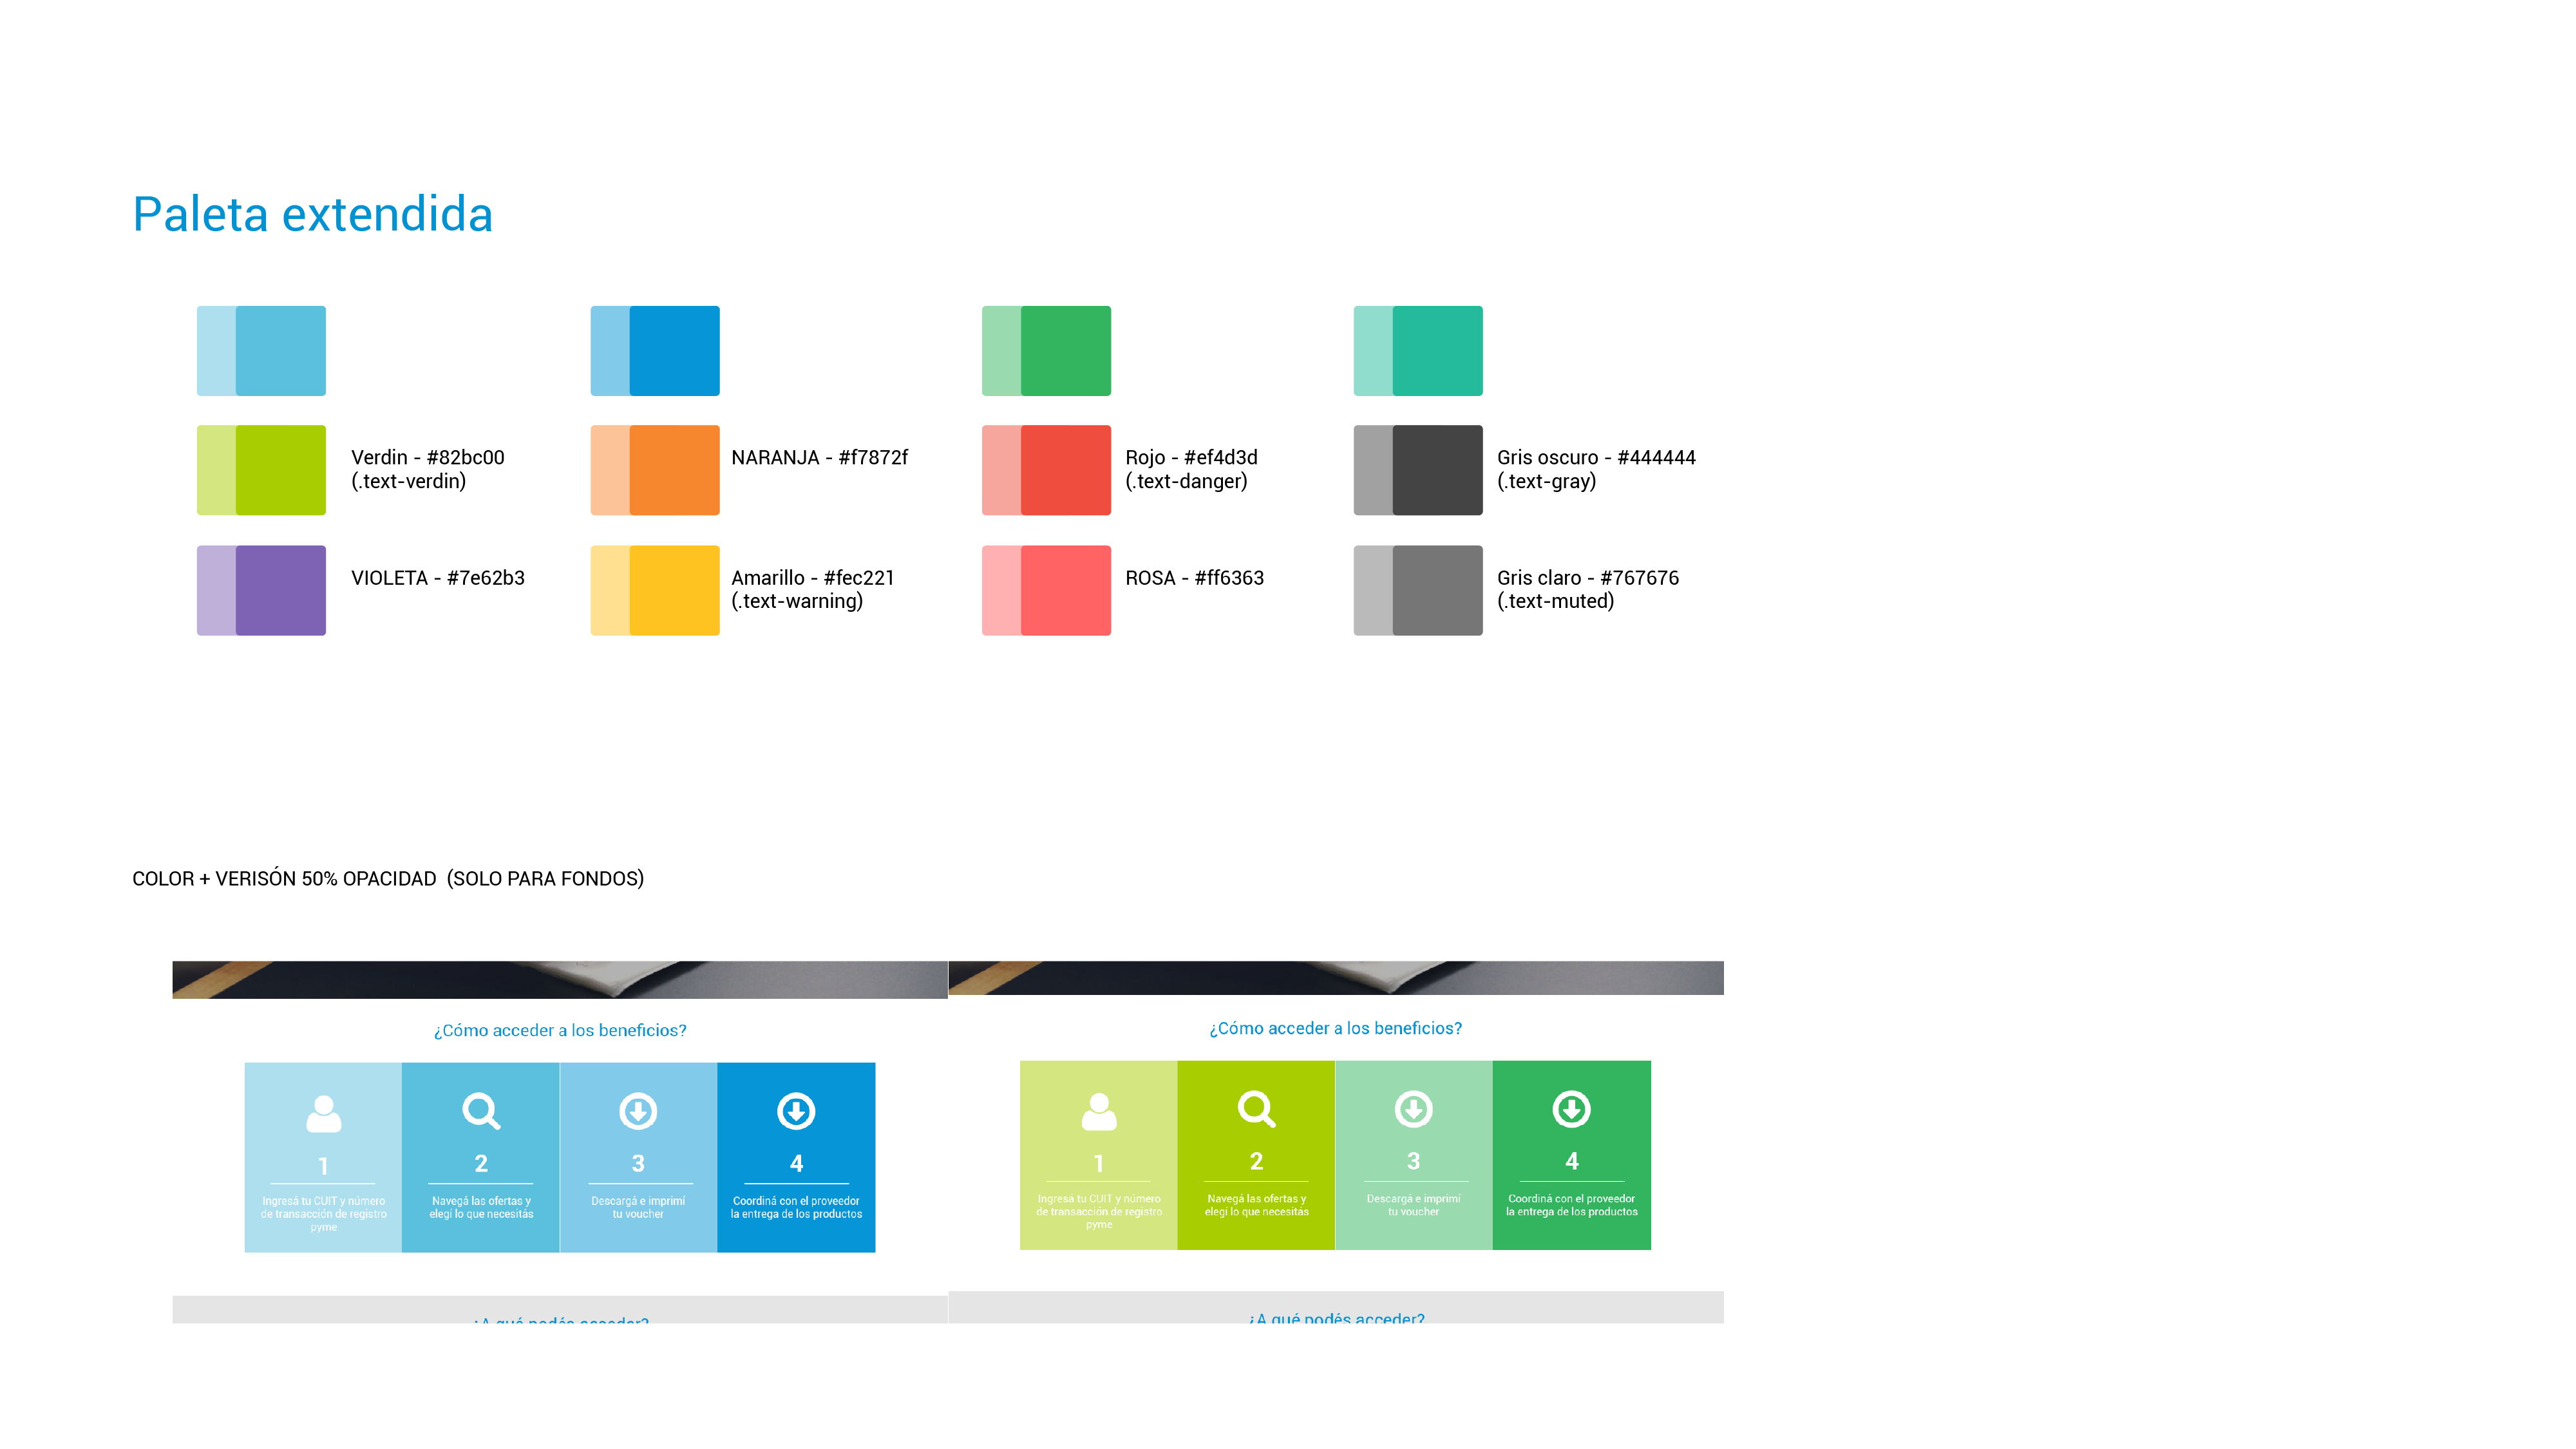 Paleta extendida
Verdin - #82bc00
(.text-verdin)
NARANJA - #f7872f
Rojo - #ef4d3d
(.text-danger)
Gris oscuro - #444444
(.text-gray)
VIOLETA - #7e62b3
Amarillo - #fec221
(.text-warning)
ROSA - #ff6363
Gris claro - #767676
(.text-muted)
COLOR + VERISÓN 50% OPACIDAD (SOLO PARA FONDOS)
¿Cómo acceder a los beneficios?
1
Ingresá tu CUIT y número
de transacción de registro
pyme
2
Navegá las ofertas y
elegí lo que necesitás
3
Descargá e imprimí
tu voucher
4
Coordiná con el proveedor
la entrega de los productos
¿A qué podés acceder?
¿Cómo acceder a los beneficios?
1
Ingresá tu CUIT y número
de transacción de registro
pyme
2
Navegá las ofertas y
elegí lo que necesitás
3
Descargá e imprimí
tu voucher
4
Coordiná con el proveedor
la entrega de los productos
¿A qué podés acceder?